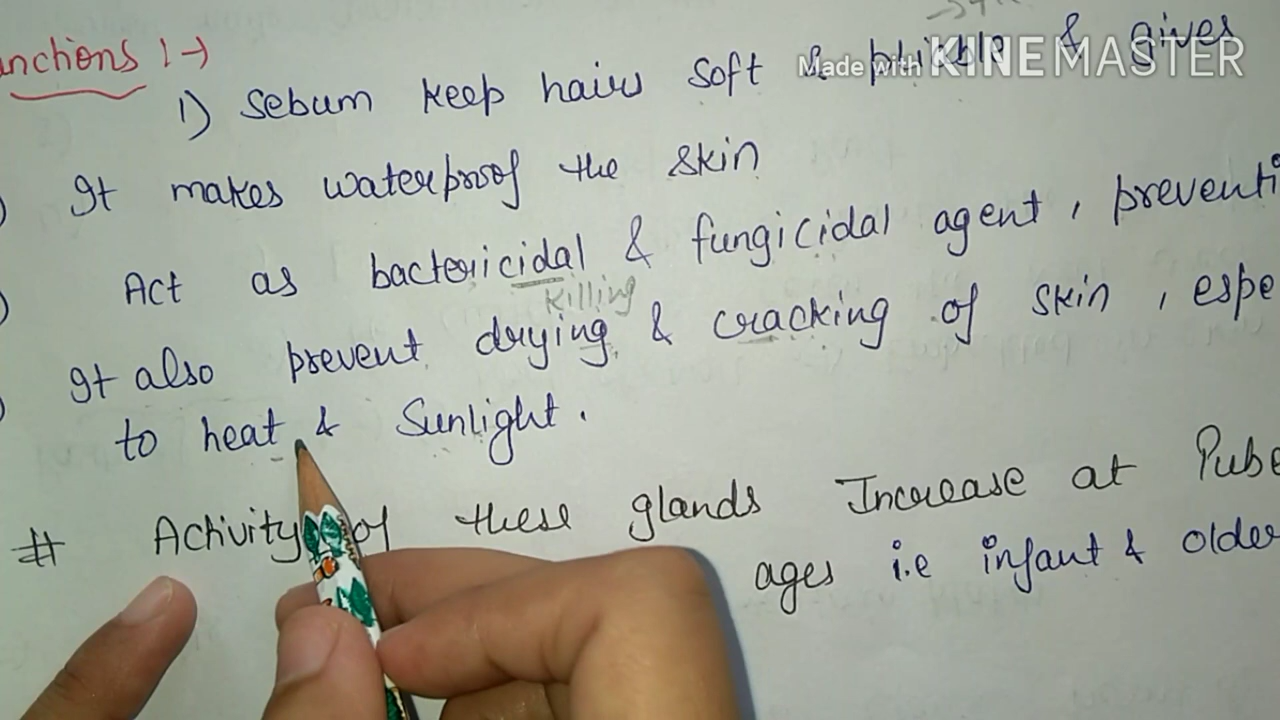 unctions :→
1) Sebum keep hairs soft & pliable & gives
It makes waterproof the skin
Act as bactericidal & fungicidal agent, preventi
killing
It also prevent drying & cracking of skin, espe
to heat & Sunlight.
# Activity of these glands Increase at Pube
ages i.e infant & older
Made with KINEMASTER